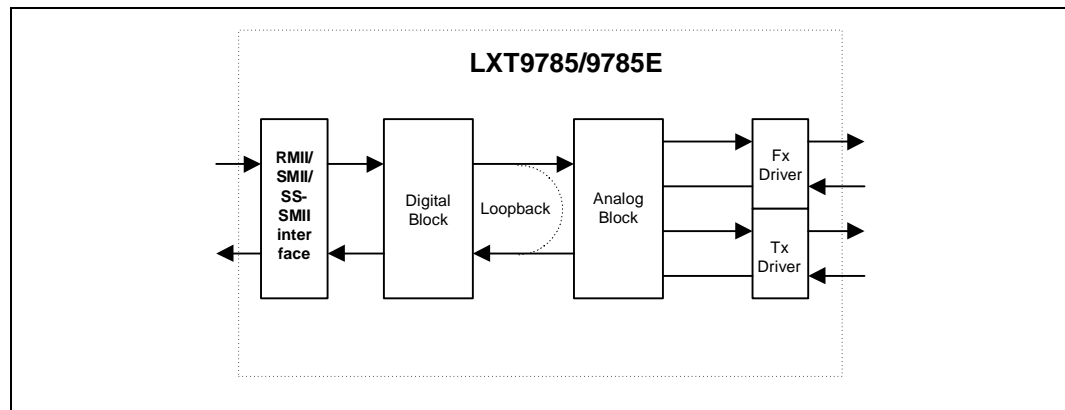 LXT9785/9785E
RMII/
SMII/
SS-
SMII
inter
face
Digital
Block
Loopback
Analog
Block
Fx
Driver
Tx
Driver